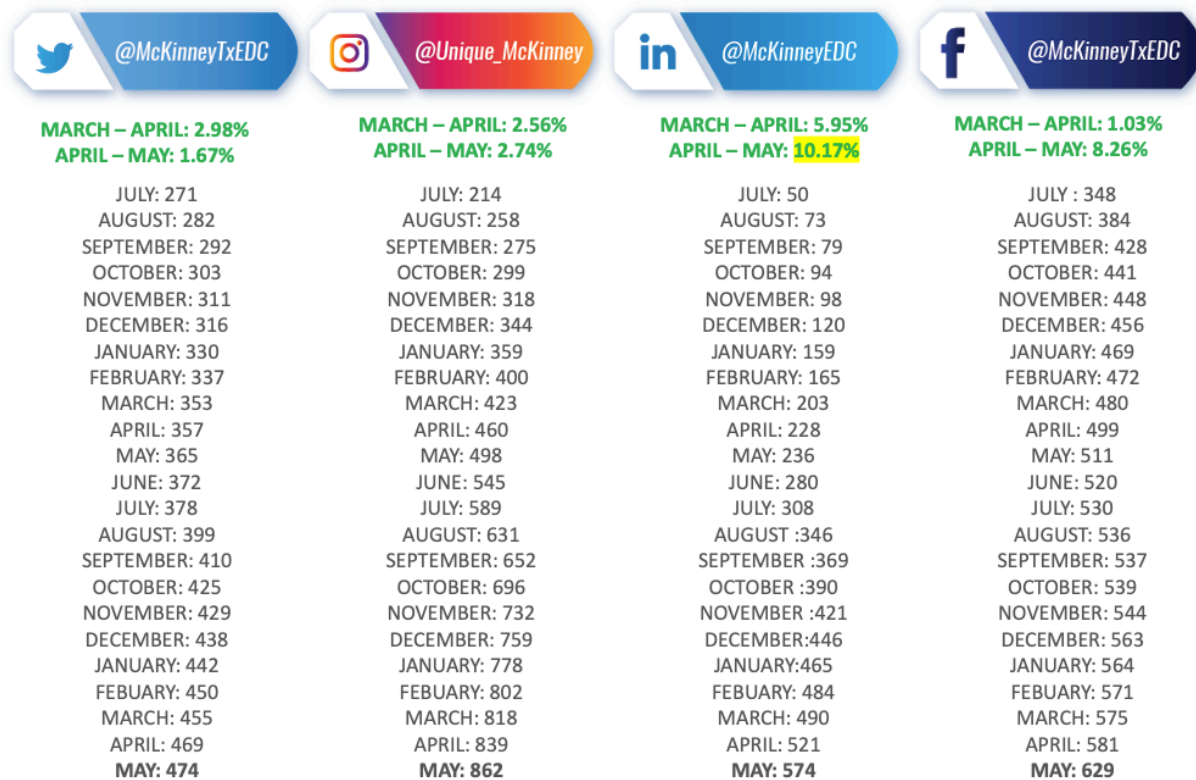 @McKinneyTxEDC
MARCH – APRIL: 2.98%
APRIL – MAY: 1.67%
JULY: 271
AUGUST: 282
SEPTEMBER: 292
OCTOBER: 303
NOVEMBER: 311
DECEMBER: 316
JANUARY: 330
FEBRUARY: 337
MARCH: 353
APRIL: 357
MAY: 365
JUNE: 372
JULY: 378
AUGUST: 399
SEPTEMBER: 410
OCTOBER: 425
NOVEMBER: 429
DECEMBER: 438
JANUARY: 442
FEBUARY: 450
MARCH: 455
APRIL: 469
MAY: 474
@Unique_McKinney
MARCH – APRIL: 2.56%
APRIL – MAY: 2.74%
JULY: 214
AUGUST: 258
SEPTEMBER: 275
OCTOBER: 299
NOVEMBER: 318
DECEMBER: 344
JANUARY: 359
FEBRUARY: 400
MARCH: 423
APRIL: 460
MAY: 498
JUNE: 545
JULY: 589
AUGUST: 631
SEPTEMBER: 652
OCTOBER: 696
NOVEMBER: 732
DECEMBER: 759
JANUARY: 778
FEBUARY: 802
MARCH: 818
APRIL: 839
MAY: 862
in
@McKinneyEDC
MARCH – APRIL: 5.95%
APRIL – MAY: 10.17%
JULY: 50
AUGUST: 73
SEPTEMBER: 79
OCTOBER: 94
NOVEMBER: 98
DECEMBER: 120
JANUARY: 159
FEBRUARY: 165
MARCH: 203
APRIL: 228
MAY: 236
JUNE: 280
JULY: 308
AUGUST :346
SEPTEMBER :369
OCTOBER :390
NOVEMBER :421
DECEMBER:446
JANUARY:465
FEBUARY: 484
MARCH: 490
APRIL: 521
MAY: 574
f
@McKinneyTxEDC
MARCH – APRIL: 1.03%
APRIL – MAY: 8.26%
JULY : 348
AUGUST: 384
SEPTEMBER: 428
OCTOBER: 441
NOVEMBER: 448
DECEMBER: 456
JANUARY: 469
FEBRUARY: 472
MARCH: 480
APRIL: 499
MAY: 511
JUNE: 520
JULY: 530
AUGUST: 536
SEPTEMBER: 537
OCTOBER: 539
NOVEMBER: 544
DECEMBER: 563
JANUARY: 564
FEBUARY: 571
MARCH: 575
APRIL: 581
MAY: 629